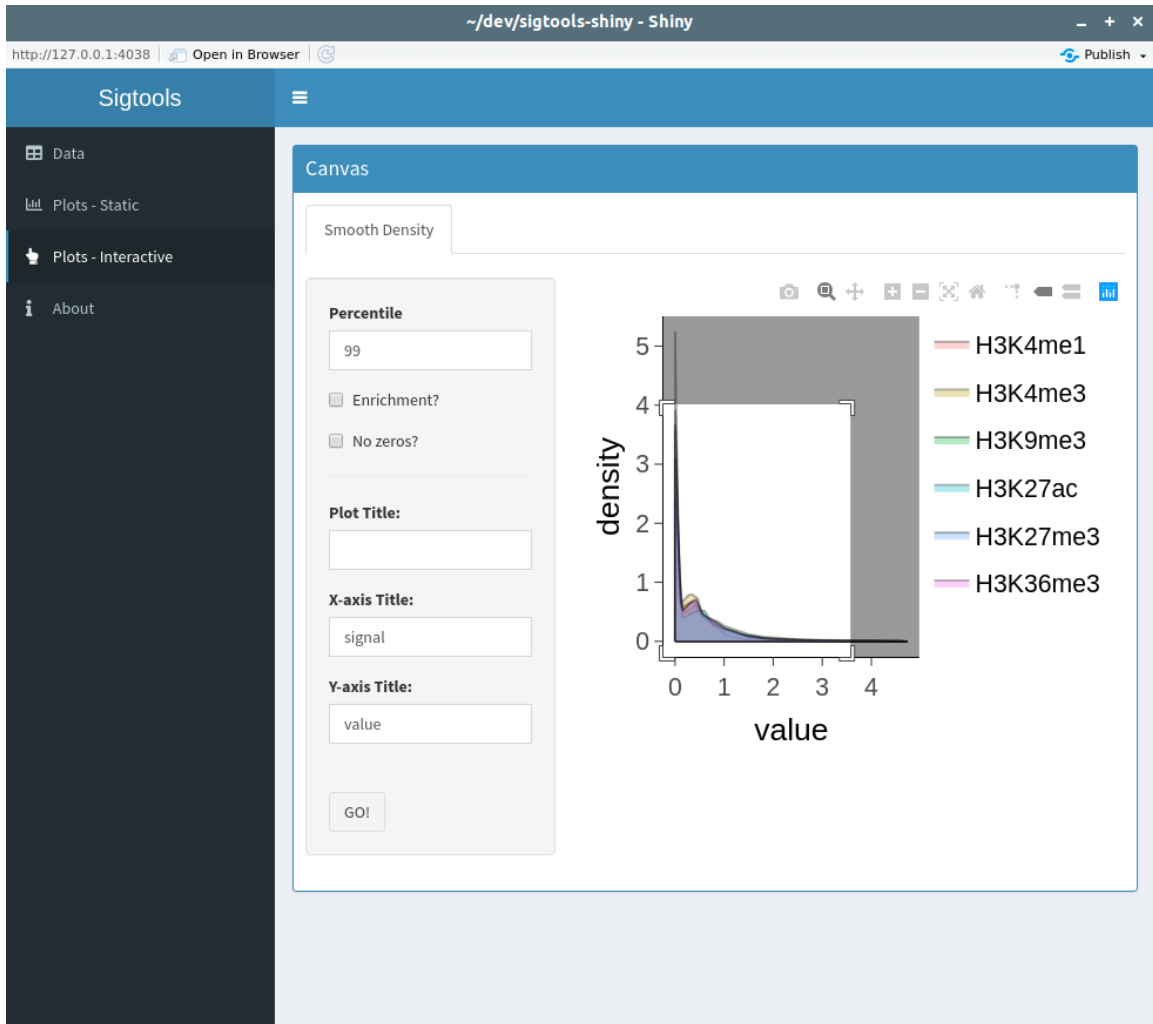 ~/dev/sigtools-shiny - Shiny
http://127.0.0.1:4038 Open in Browser Publish
Sigtools
Data
Plots - Static
Plots - Interactive
About
Canvas
Smooth Density
Percentile
99
Enrichment?
No zeros?
Plot Title:
X-axis Title:
signal
Y-axis Title:
value
GO!
density
5
4
3
2
1
0
0 1 2 3 4
value
H3K4me1
H3K4me3
H3K9me3
H3K27ac
H3K27me3
H3K36me3